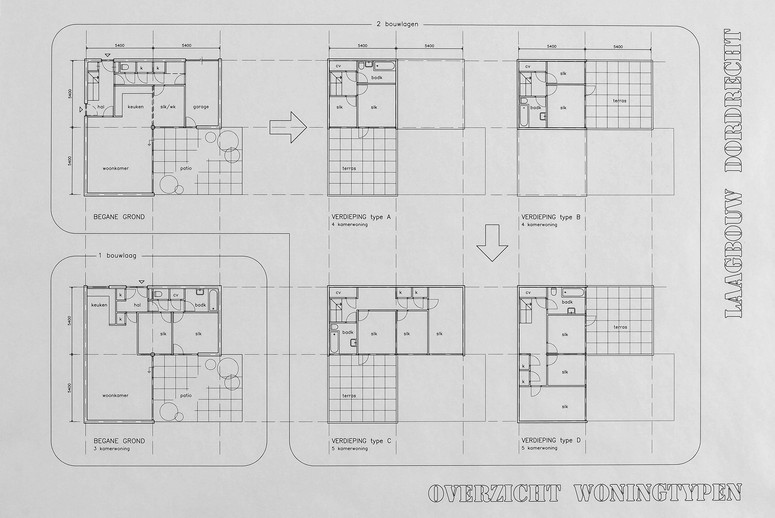 2 bouwlagen
5400 5400
5400 5400
5400 5400
5400
5400
hal
k k
keuken
slk/wk
garage
woonkamer
patio
BEGANE GROND
cv
badk
slk slk
terras
VERDIEPING type A
4 kamerwoning
cv
slk
badk slk
terras
VERDIEPING type B
4 kamerwoning
1 bouwlaag
5400
5400
keuken
k
hal
cv
badk
k
slk slk
woonkamer
patio
BEGANE GROND
3 kamerwoning
cv
k k
badk slk slk slk
terras
VERDIEPING type C
5 kamerwoning
cv
badk
slk
terras
k
k
slk
slk
VERDIEPING type D
5 kamerwoning
LAAGBOUW DORDRECHT
OVERZICHT WONINGTYPEN